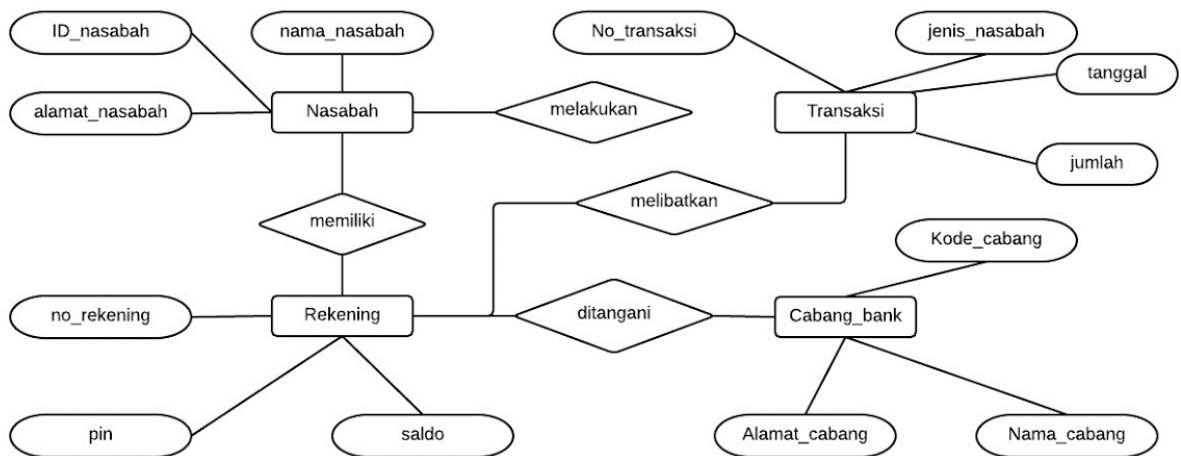 ID_nasabah
nama_nasabah
No_transaksi
jenis_nasabah
tanggal
alamat_nasabah
Nasabah
melakukan
Transaksi
jumlah
memiliki
melibatkan
Kode_cabang
no_rekening
Rekening
ditangani
Cabang_bank
pin
saldo
Alamat_cabang
Nama_cabang